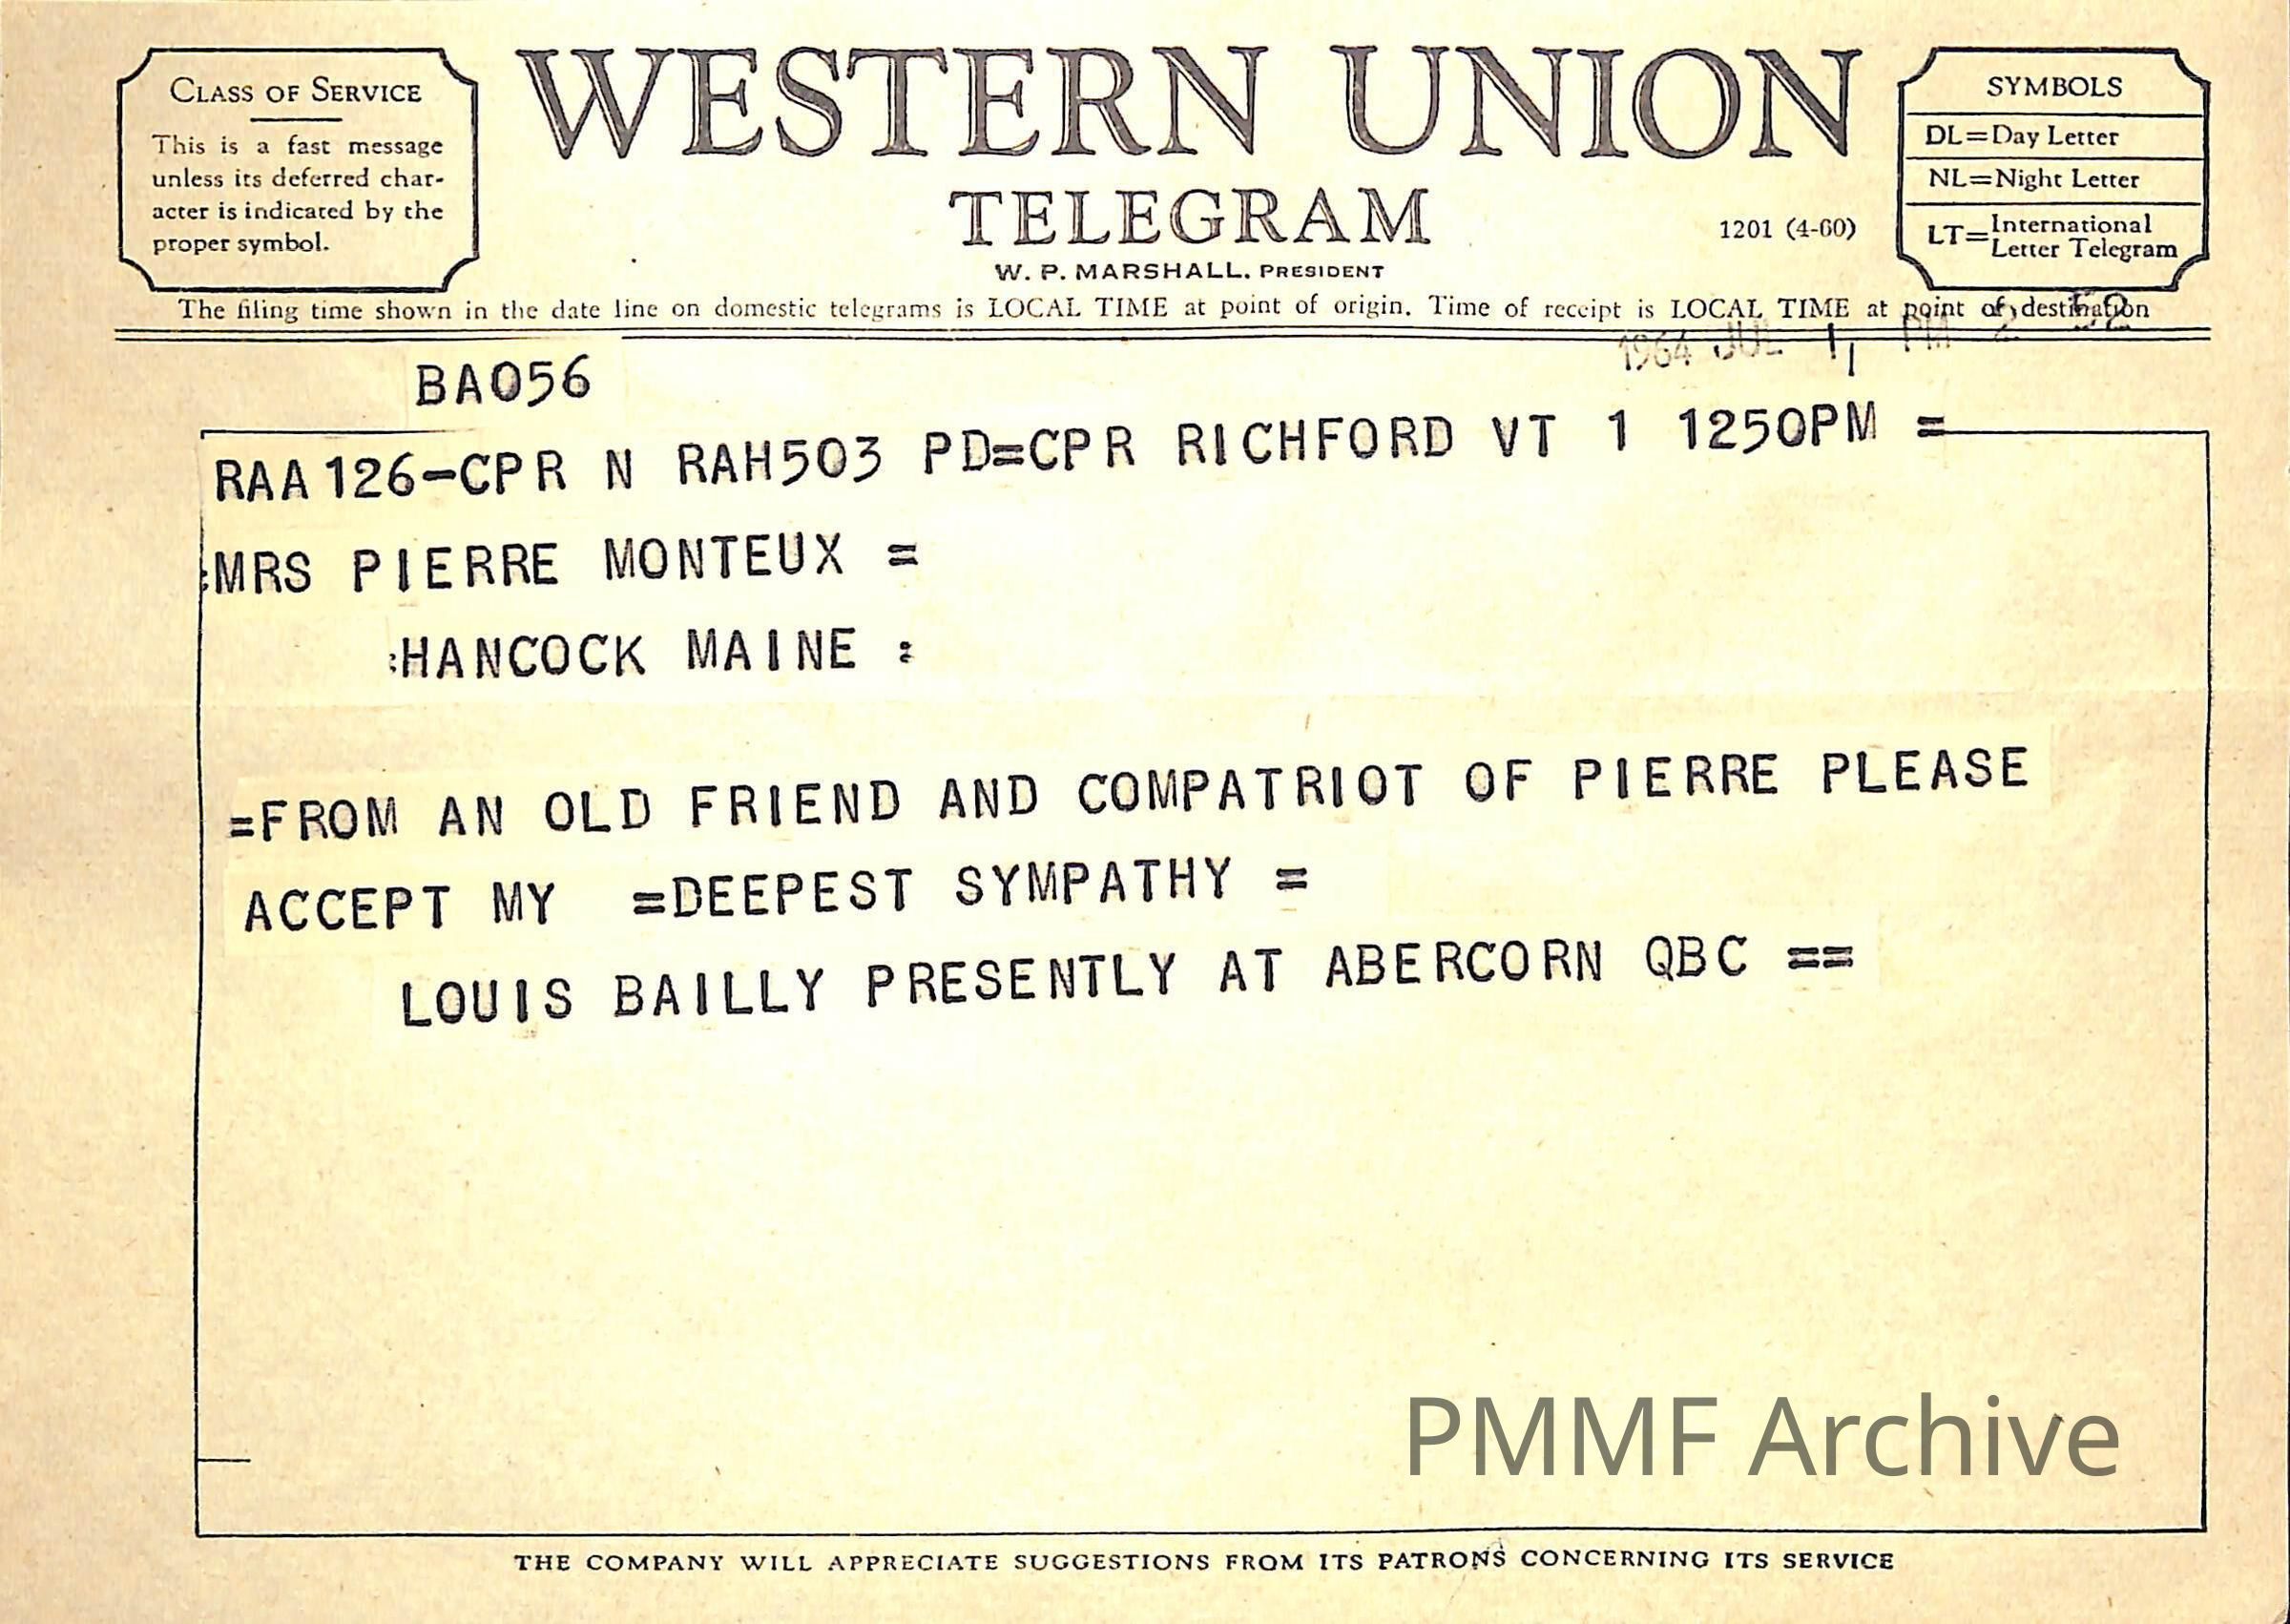 CLASS OF SERVICE
This is a fast message
unless its deferred char-
acter is indicated by the
proper symbol.
WESTERN UNION
TELEGRAM
W. P. MARSHALL, PRESIDENT
1201 (4-60)
SYMBOLS
DL=Day Letter
NL=Night Letter
LT=International Letter Telegram
The filing time shown in the date line on domestic telegrams is LOCAL TIME at point of origin. Time of receipt is LOCAL TIME at point of destination
1964 JUL 1 PM
BA056
RAA126-CPR N RAH503 PD=CPR RICHFORD VT 1 1250PM =
:MRS PIERRE MONTEUX =
:HANCOCK MAINE :
=FROM AN OLD FRIEND AND COMPATRIOT OF PIERRE PLEASE
ACCEPT MY =DEEPEST SYMPATHY =
LOUIS BAILLY PRESENTLY AT ABERCORN QBC ==
PMMF Archive
THE COMPANY WILL APPRECIATE SUGGESTIONS FROM ITS PATRONS CONCERNING ITS SERVICE